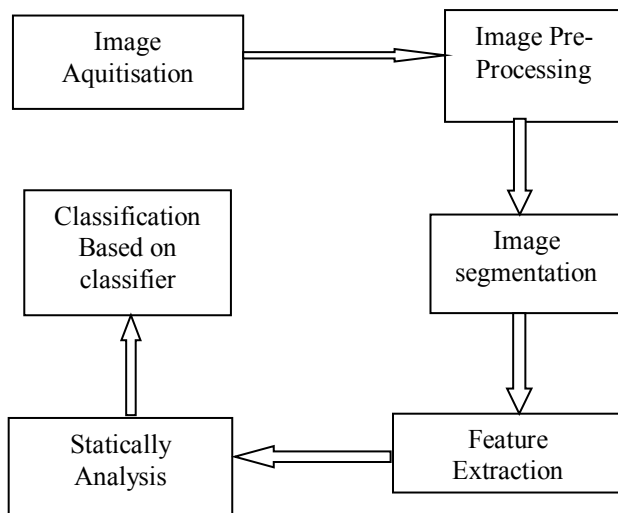 Image
Aquitisation
Image Pre-
Processing
Image
segmentation
Feature
Extraction
Statically
Analysis
Classification
Based on
classifier